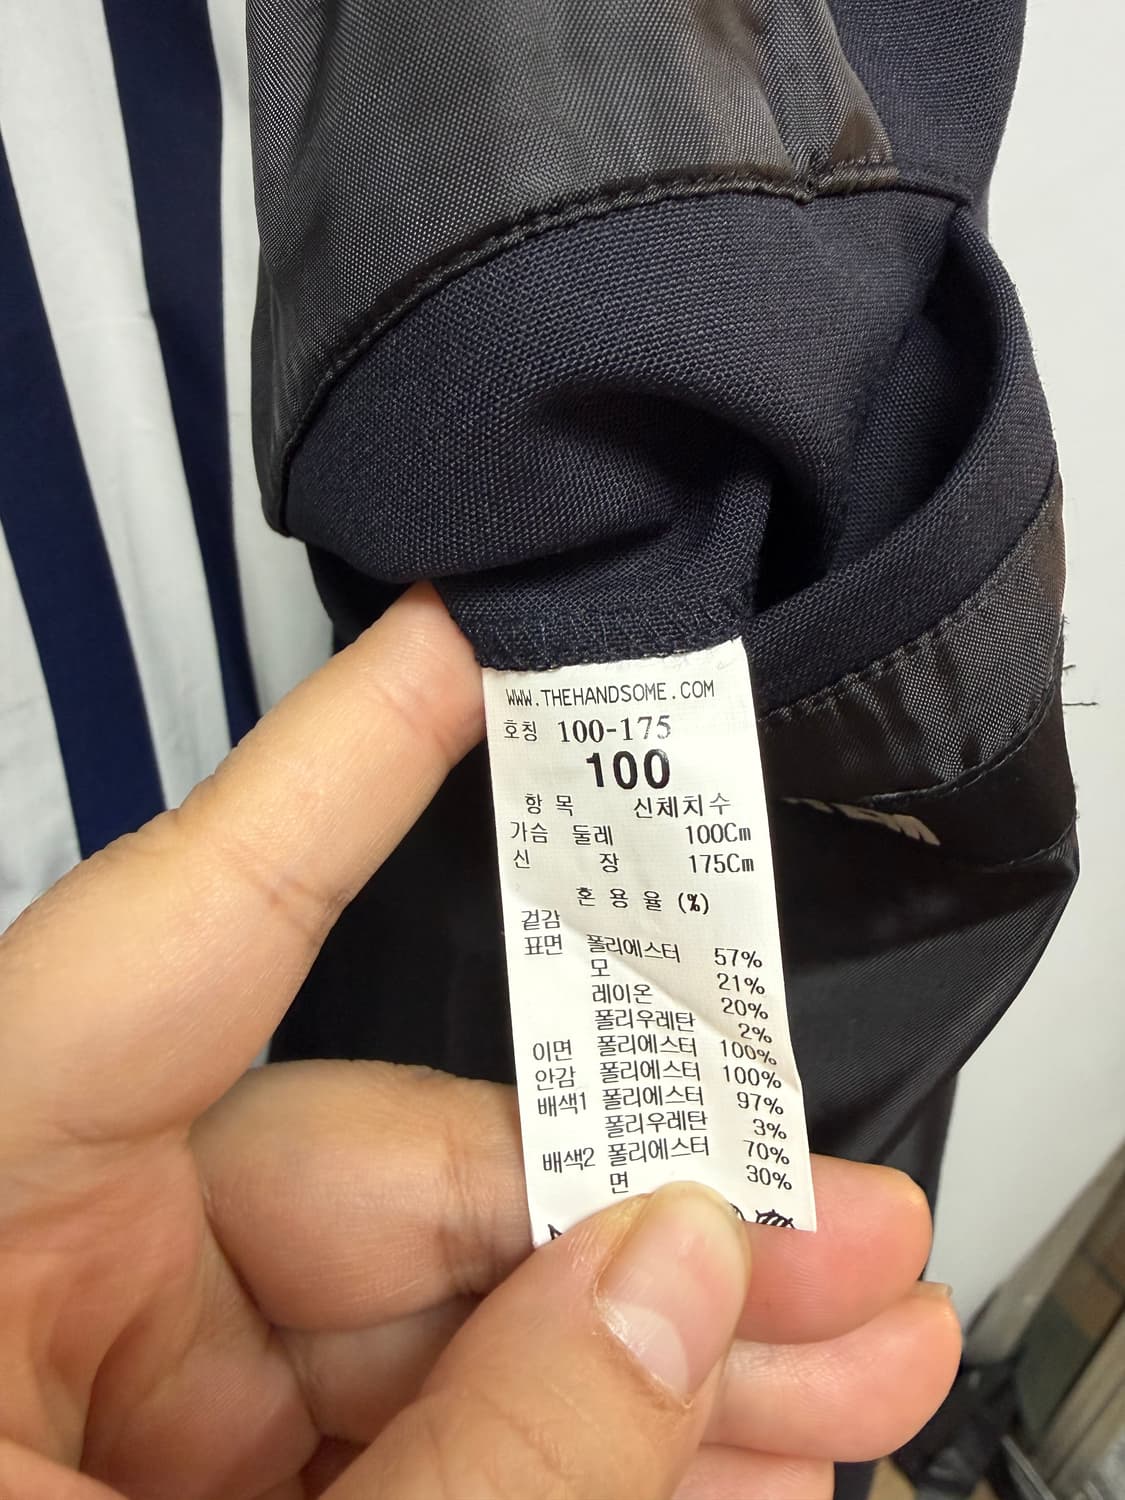 WWW.THEHANDSOME.COM
호칭 100-175
100
항 목 신체치수
가슴 둘레 100Cm
신 장 175Cm
혼 용 율 (%)
겉감
표면 폴리에스터 57%
모 21%
레이온 20%
폴리우레탄 2%
이면 폴리에스터 100%
안감 폴리에스터 100%
배색1 폴리에스터 97%
폴리우레탄 3%
배색2 폴리에스터 70%
면 30%